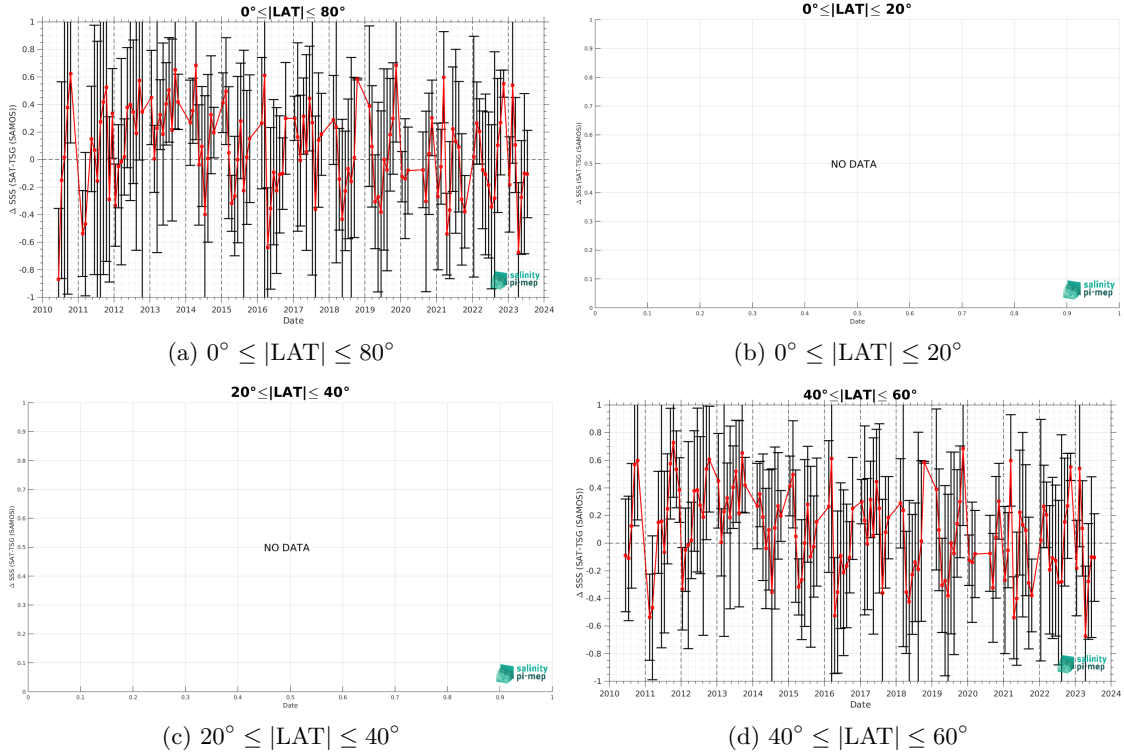 0°≤|LAT|≤ 80°
Δ SSS (SAT-TSG (SAMOS))
1
0.8
0.6
0.4
0.2
0
-0.2
-0.4
-0.6
-0.8
-1
2010 2011 2012 2013 2014 2015 2016 2017 2018 2019 2020 2021 2022 2023 2024
Date
salinity
pi-mep
(a) 0° ≤ |LAT| ≤ 80°
0°≤|LAT|≤ 20°
Δ SSS (SAT-TSG (SAMOS))
1
0.9
0.8
0.7
0.6
0.5
0.4
0.3
0.2
0.1
0
NO DATA
0 0.1 0.2 0.3 0.4 0.5 0.6 0.7 0.8 0.9 1
Date
salinity
pi-mep
(b) 0° ≤ |LAT| ≤ 20°
20°≤|LAT|≤ 40°
Δ SSS (SAT-TSG (SAMOS))
1
0.9
0.8
0.7
0.6
0.5
0.4
0.3
0.2
0.1
0
NO DATA
0 0.1 0.2 0.3 0.4 0.5 0.6 0.7 0.8 0.9 1
Date
salinity
pi-mep
(c) 20° ≤ |LAT| ≤ 40°
40°≤|LAT|≤ 60°
Δ SSS (SAT-TSG (SAMOS))
1
0.8
0.6
0.4
0.2
0
-0.2
-0.4
-0.6
-0.8
-1
2010 2011 2012 2013 2014 2015 2016 2017 2018 2019 2020 2021 2022 2023 2024
Date
salinity
pi-mep
(d) 40° ≤ |LAT| ≤ 60°